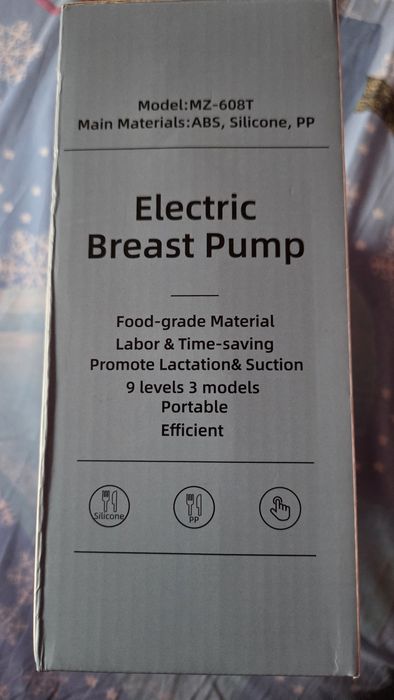 Model:MZ-608T
Main Materials:ABS, Silicone, PP
Electric
Breast Pump
Food-grade Material
Labor & Time-saving
Promote Lactation& Suction
9 levels 3 models
Portable
Efficient
Silicone
PP